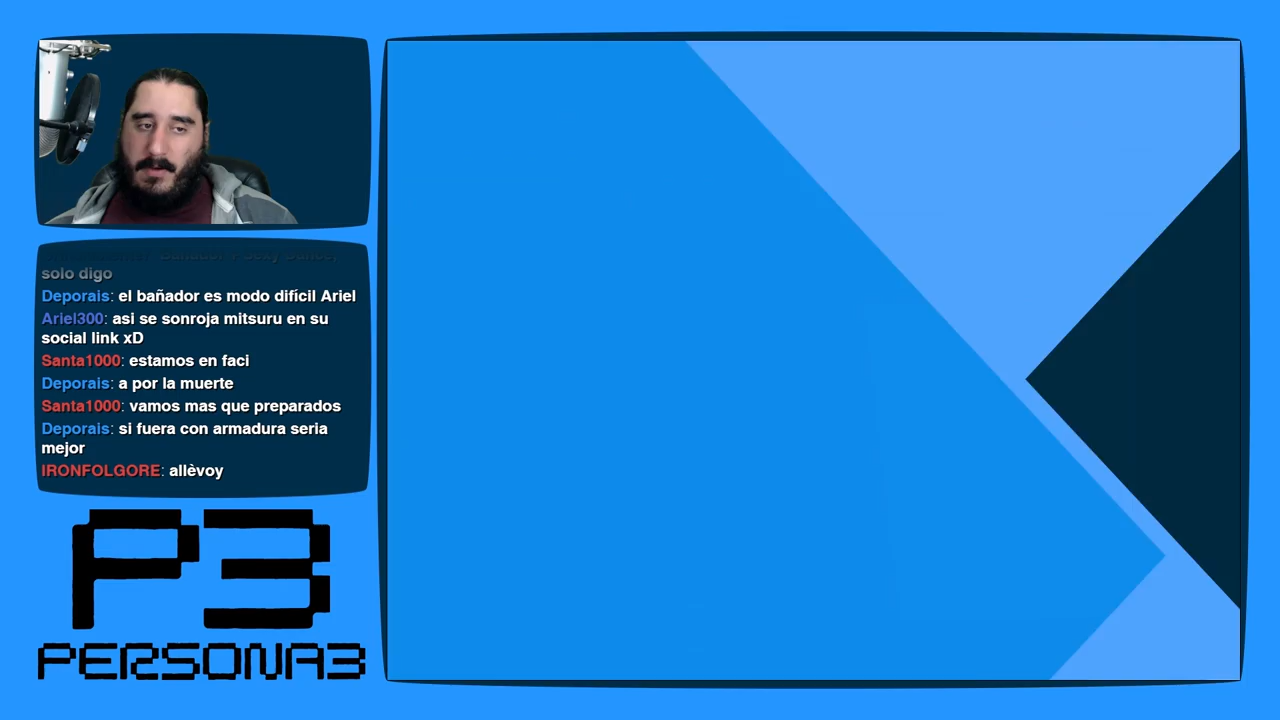 solo digo
Deporais: el bañador es modo difícil Ariel
Ariel300: asi se sonroja mitsuru en su
social link xD
Santa1000: estamos en faci
Deporais: a por la muerte
Santa1000: vamos mas que preparados
Deporais: si fuera con armadura seria
mejor
IRONFOLGORE: allèvoy
P3
PERSONA3